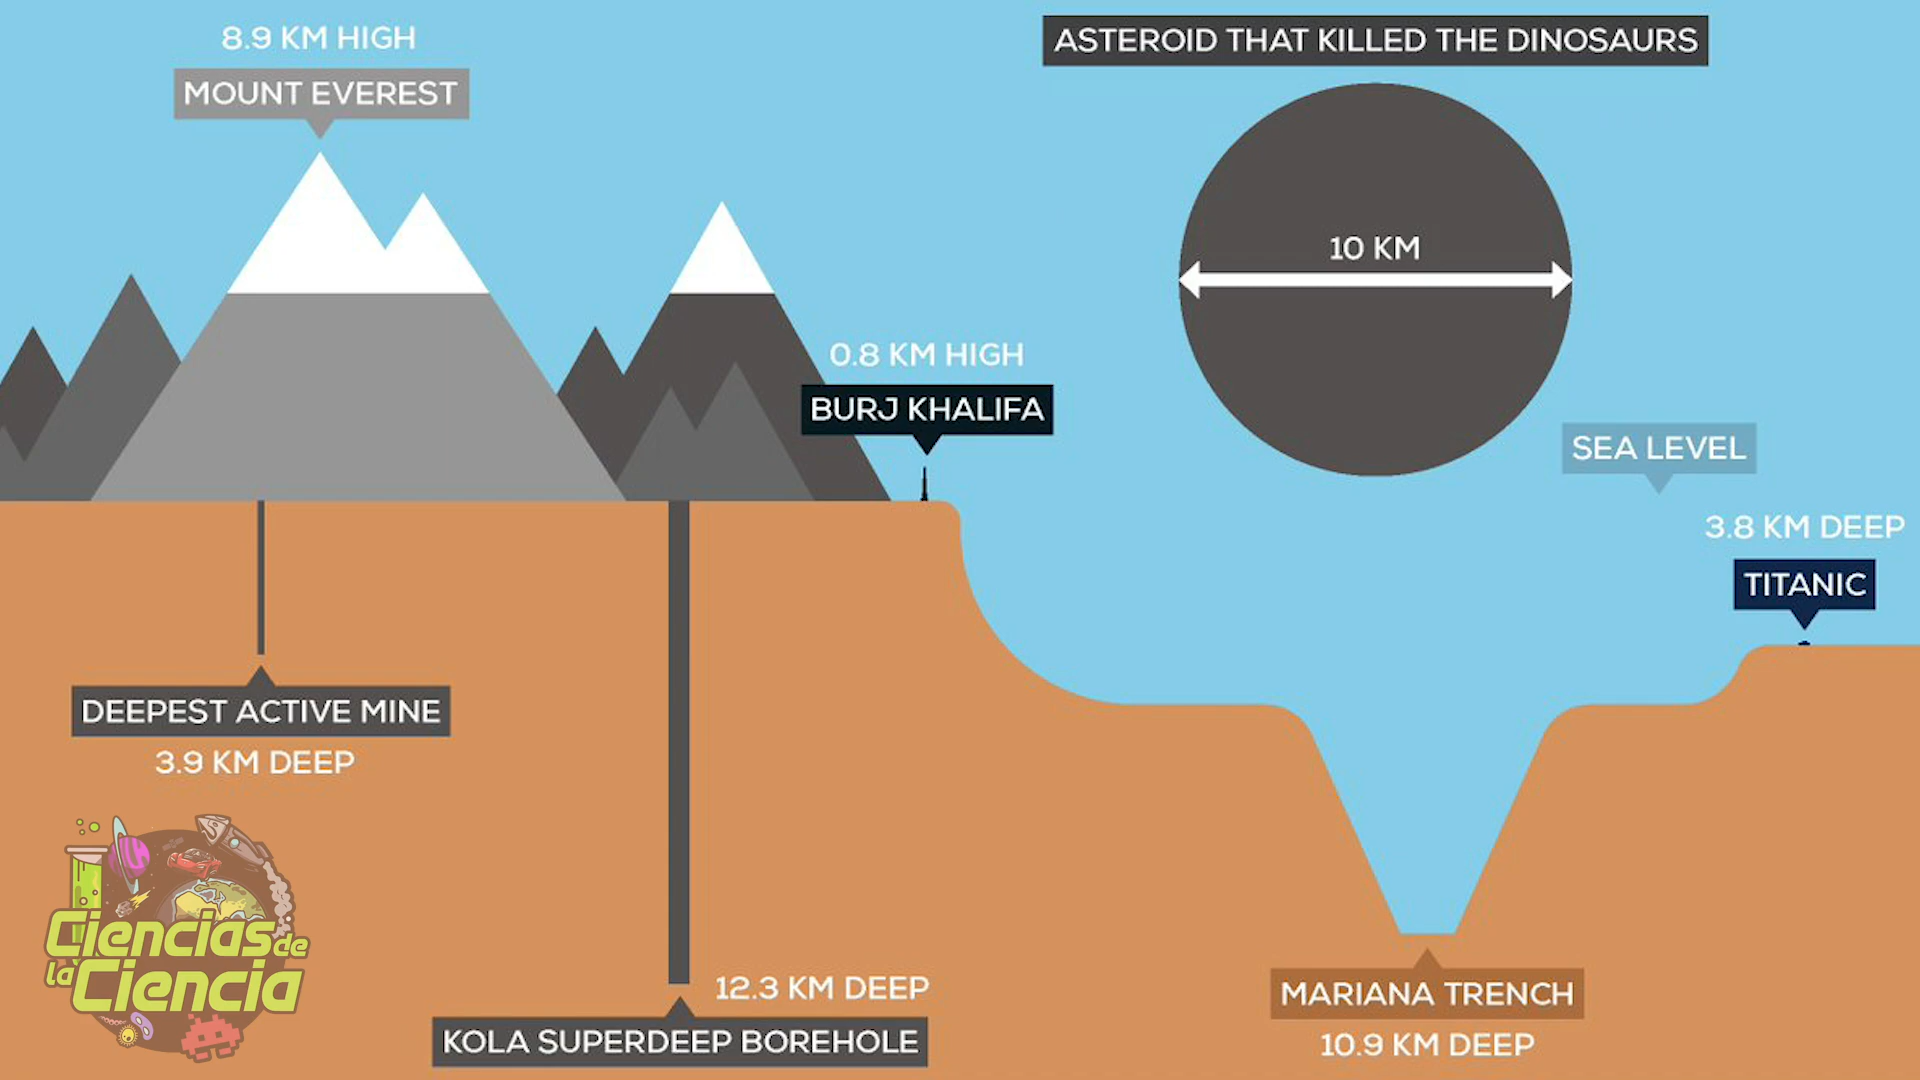 8.9 KM HIGH
MOUNT EVEREST
ASTEROID THAT KILLED THE DINOSAURS
10 KM
0.8 KM HIGH
BURJ KHALIFA
SEA LEVEL
3.8 KM DEEP
TITANIC
DEEPEST ACTIVE MINE
3.9 KM DEEP
12.3 KM DEEP
KOLA SUPERDEEP BOREHOLE
MARIANA TRENCH
10.9 KM DEEP
Ciencias de
la Ciencia